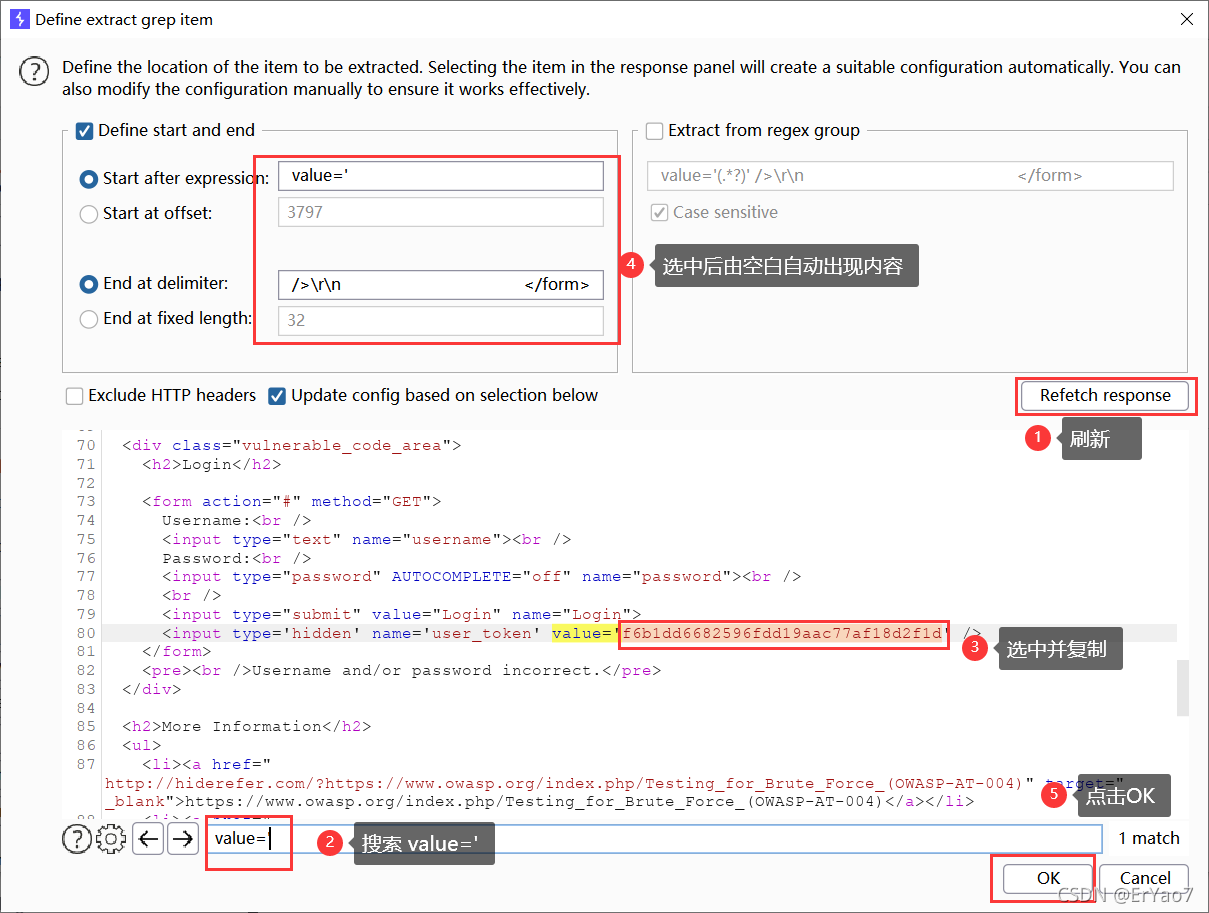 Define extract grep item
Define the location of the item to be extracted. Selecting the item in the response panel will create a suitable configuration automatically. You can
also modify the configuration manually to ensure it works effectively.
Define start and end
Start after expression:
value='
Start at offset:
3797
End at delimiter:
/>\r\n </form>
End at fixed length:
32
Extract from regex group
value='(.*?)' />\r\n </form>
Case sensitive
4 选中后由空白自动出现内容
Exclude HTTP headers
Update config based on selection below
Refetch response
1 刷新
70 <div class="vulnerable_code_area">
71 <h2>Login</h2>
72
73 <form action="#" method="GET">
74 Username:<br />
75 <input type="text" name="username"><br />
76 Password:<br />
77 <input type="password" AUTOCOMPLETE="off" name="password"><br />
78 <br />
79 <input type="submit" value="Login" name="Login">
80 <input type='hidden' name='user_token' value='f6b1dd6682596fdd19aac77af18d2f1d' />
3 选中并复制
81 </form>
82 <pre><br />Username and/or password incorrect.</pre>
83 </div>
84
85 <h2>More Information</h2>
86 <ul>
87 <li><a href="
http://hiderefer.com/?https://www.owasp.org/index.php/Testing_for_Brute_Force_(OWASP-AT-004)" target="
_blank">https://www.owasp.org/index.php/Testing_for_Brute_Force_(OWASP-AT-004)</a></li>
5 点击OK
value='
2 搜索 value='
1 match
OK
Cancel
CSDN @ErYao7